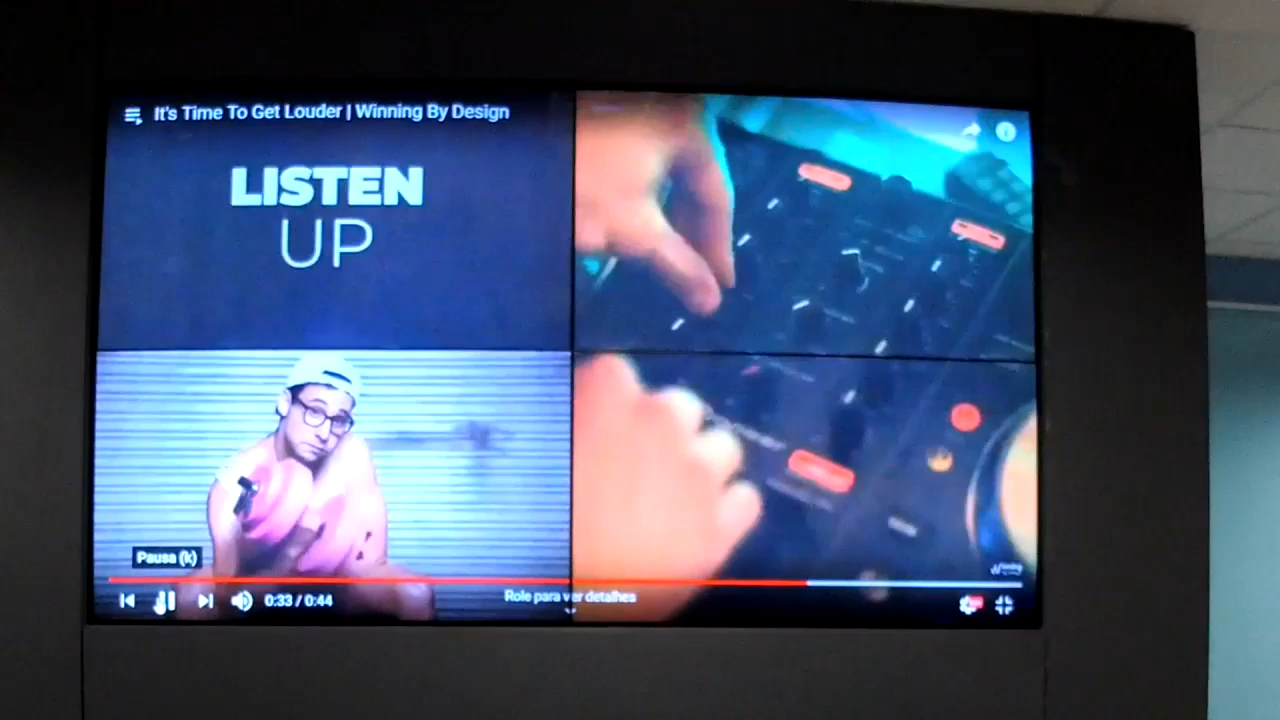 It's Time To Get Louder | Winning By Design
LISTEN
UP
Pausa (k)
0:33 / 0:44
Role para ver detalhes
Winning